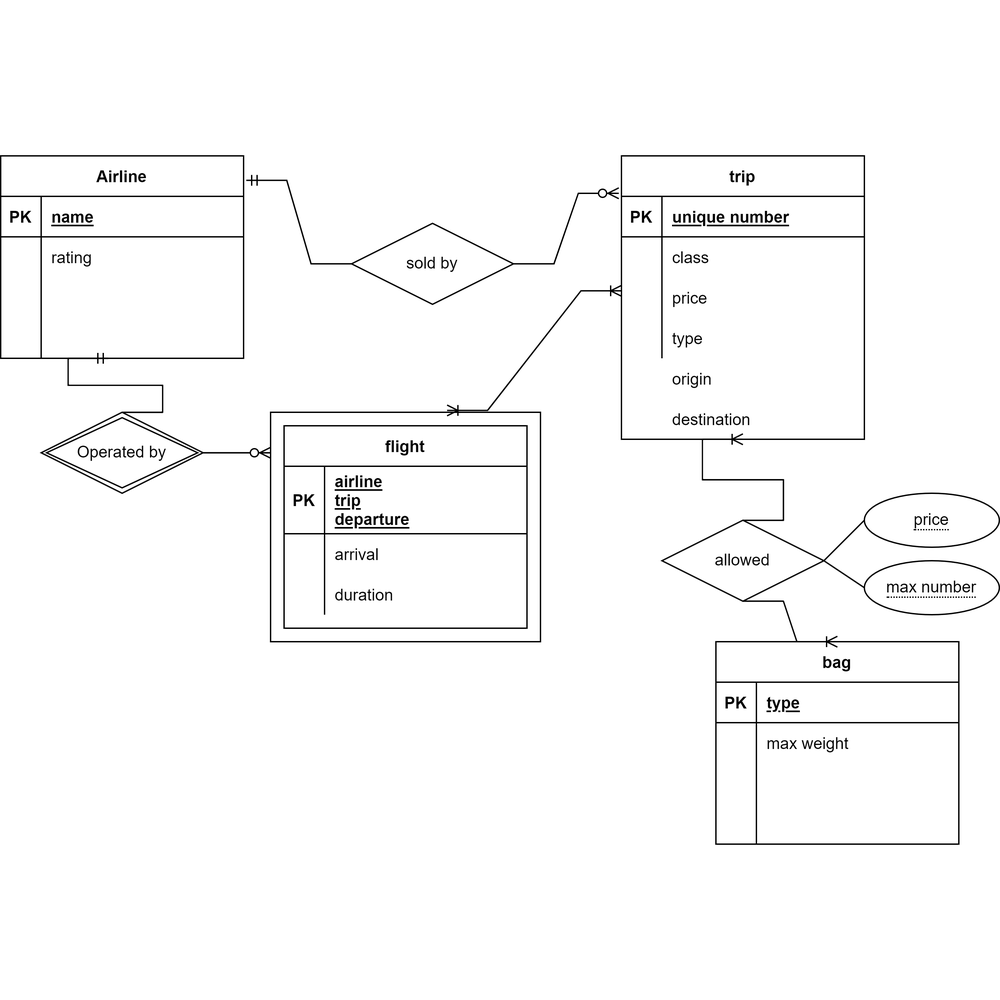 Airline
PK name
rating
sold by
trip
PK unique number
class
price
type
origin
destination
Operated by
flight
PK
airline
trip
departure
arrival
duration
allowed
price
max number
bag
PK type
max weight